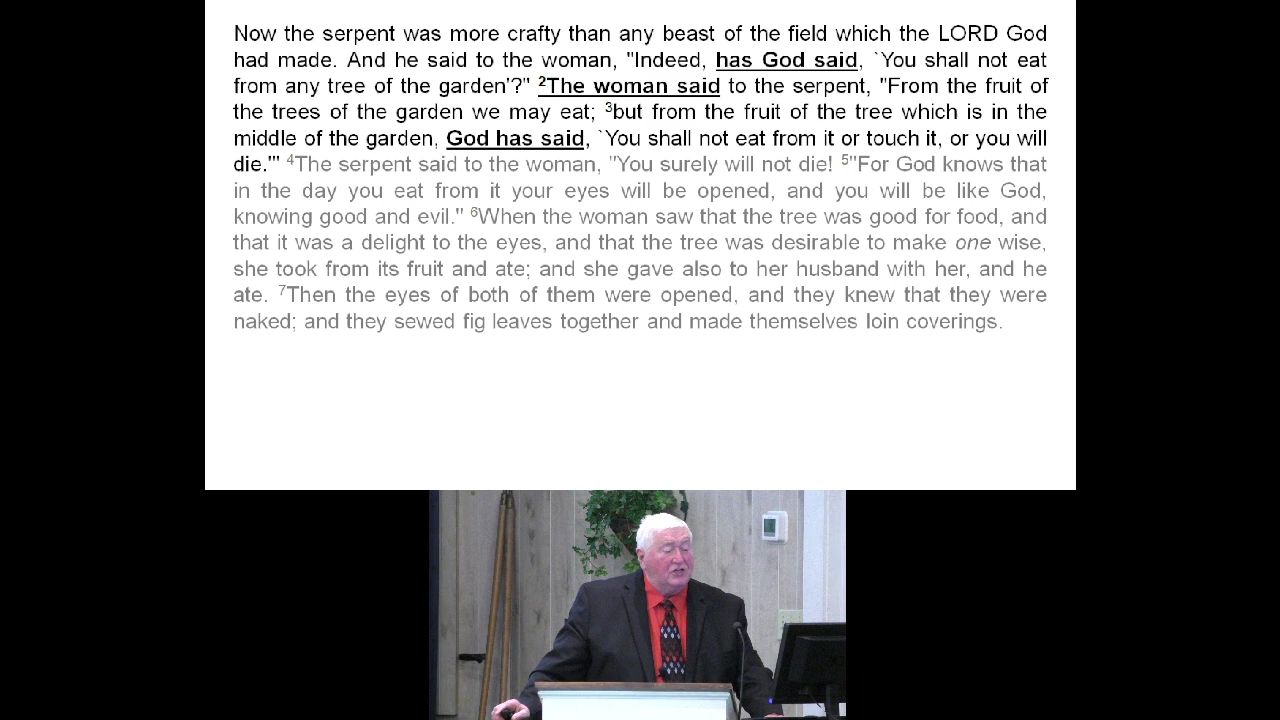 Now the serpent was more crafty than any beast of the field which the LORD God
had made. And he said to the woman, "Indeed, has God said, `You shall not eat
from any tree of the garden'?" ²The woman said to the serpent, "From the fruit of
the trees of the garden we may eat; ³but from the fruit of the tree which is in the
middle of the garden, God has said, `You shall not eat from it or touch it, or you will
die.'" ⁴The serpent said to the woman, "You surely will not die! ⁵"For God knows that
in the day you eat from it your eyes will be opened, and you will be like God,
knowing good and evil." ⁶When the woman saw that the tree was good for food, and
that it was a delight to the eyes, and that the tree was desirable to make one wise,
she took from its fruit and ate; and she gave also to her husband with her, and he
ate. ⁷Then the eyes of both of them were opened, and they knew that they were
naked; and they sewed fig leaves together and made themselves loin coverings.